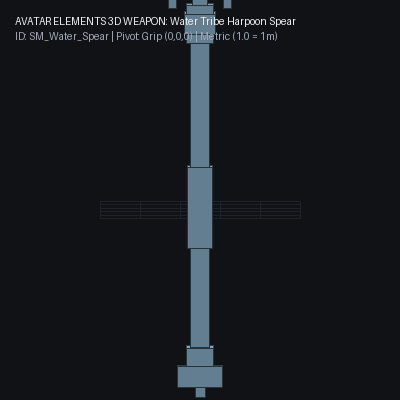 AVATAR ELEMENTS 3D WEAPON: Water Tribe Harpoon Spear
ID: SM_Water_Spear | Pivot: Grip (0,0,0) | Metric (1.0 = 1m)